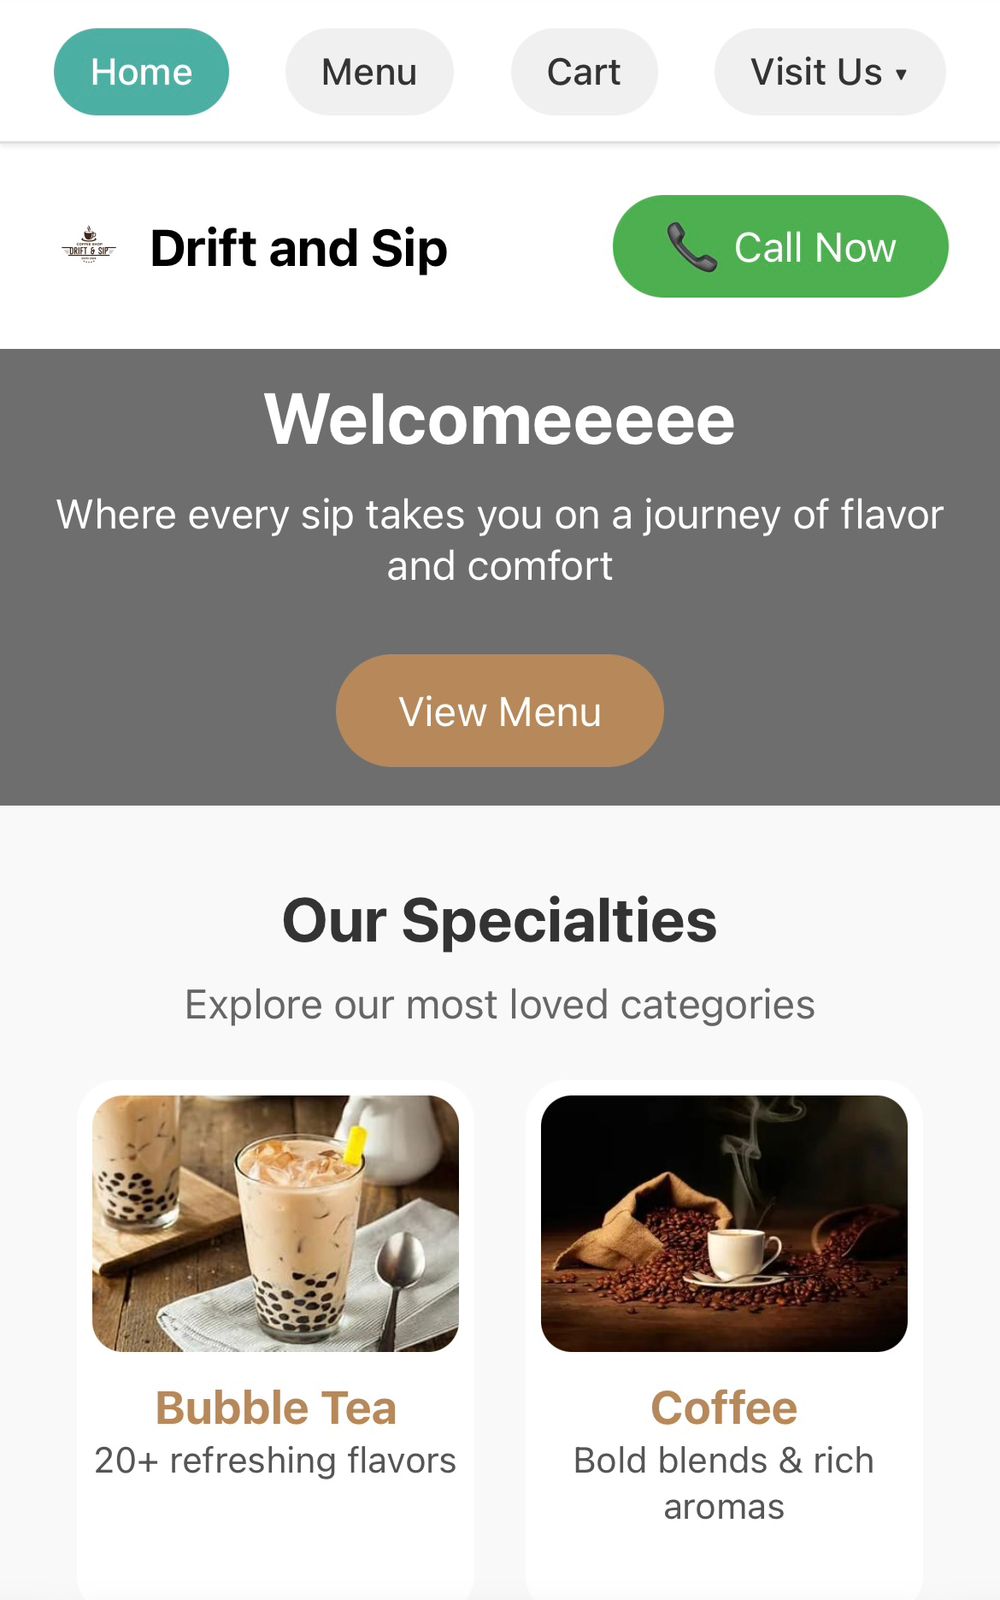 Home
Menu
Cart
Visit Us ▾
DRIFT & SIP
Drift and Sip
📞 Call Now
Welcomeeeee
Where every sip takes you on a journey of flavor
and comfort
View Menu
Our Specialties
Explore our most loved categories
Bubble Tea
20+ refreshing flavors
Coffee
Bold blends & rich
aromas